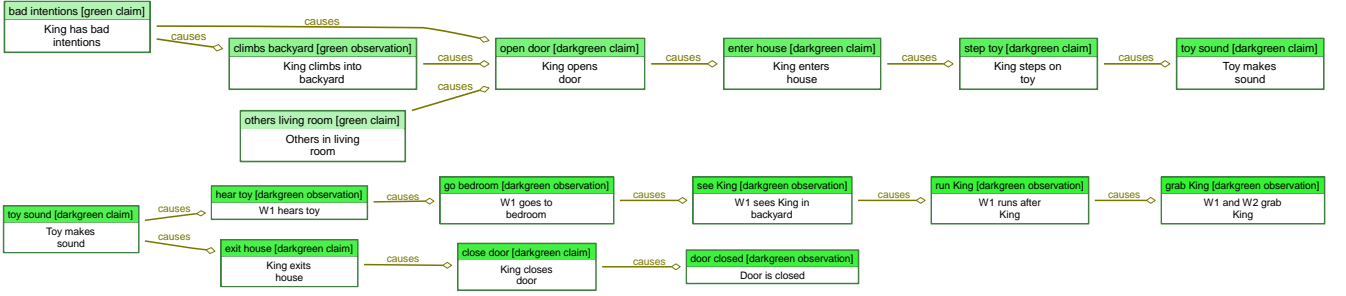 bad intentions [green claim]
King has bad
intentions
causes
causes
climbs backyard [green observation]
King climbs into
backyard
causes
others living room [green claim]
Others in living
room
causes
open door [darkgreen claim]
King opens
door
causes
enter house [darkgreen claim]
King enters
house
causes
step toy [darkgreen claim]
King steps on
toy
causes
toy sound [darkgreen claim]
Toy makes
sound
toy sound [darkgreen claim]
Toy makes
sound
causes
causes
hear toy [darkgreen observation]
W1 hears toy
causes
go bedroom [darkgreen observation]
W1 goes to
bedroom
causes
see King [darkgreen observation]
W1 sees King in
backyard
causes
run King [darkgreen observation]
W1 runs after
King
causes
grab King [darkgreen observation]
W1 and W2 grab
King
exit house [darkgreen claim]
King exits
house
causes
close door [darkgreen claim]
King closes
door
causes
door closed [darkgreen observation]
Door is closed